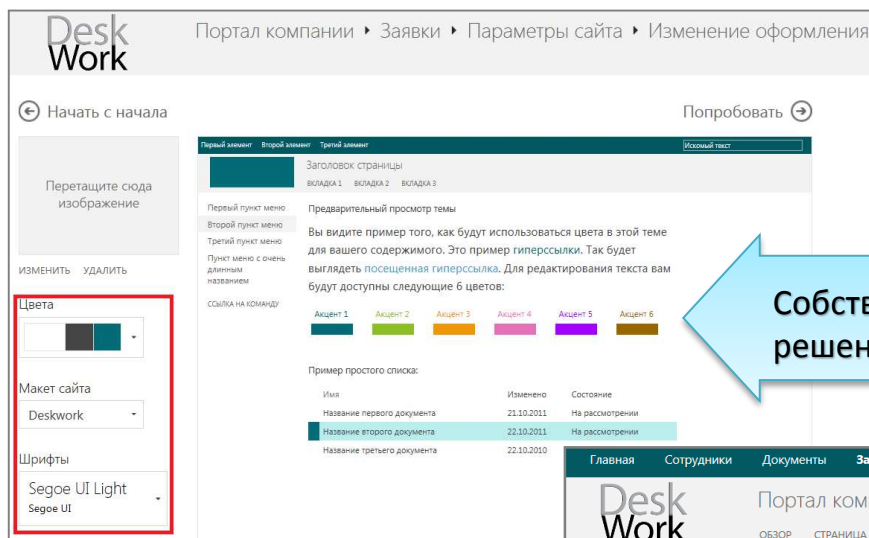 Desk
Work
Портал компании ▸ Заявки ▸ Параметры сайта ▸ Изменение оформления
Начать с начала
Попробовать
Перетащите сюда
изображение
ИЗМЕНИТЬ УДАЛИТЬ
Цвета
Макет сайта
Deskwork
Шрифты
Segoe UI Light
Segoe UI
Первый элемент Второй элемент Третий элемент
Искомый текст
Заголовок страницы
ВКЛАДКА 1 ВКЛАДКА 2 ВКЛАДКА 3
Первый пункт меню
Второй пункт меню
Третий пункт меню
Пункт меню с очень
длинным
названием
ССЫЛКА НА КОМАНДУ
Предварительный просмотр темы
Вы видите пример того, как будут использоваться цвета в этой теме
для вашего содержимого. Это пример гиперссылки. Так будет
выглядеть посещенная гиперссылка. Для редактирования текста вам
будут доступны следующие 6 цветов:
Акцент 1 Акцент 2 Акцент 3 Акцент 4 Акцент 5 Акцент 6
Пример простого списка:
Имя Изменено Состояние
Название первого документа 21.10.2011 На рассмотрении
Название второго документа 22.10.2011 На рассмотрении
Название третьего документа 22.10.2010
Собств
решен
Главная Сотрудники Документы За
Desk
Work
Портал ком
ОБЗОР СТРАНИЦА